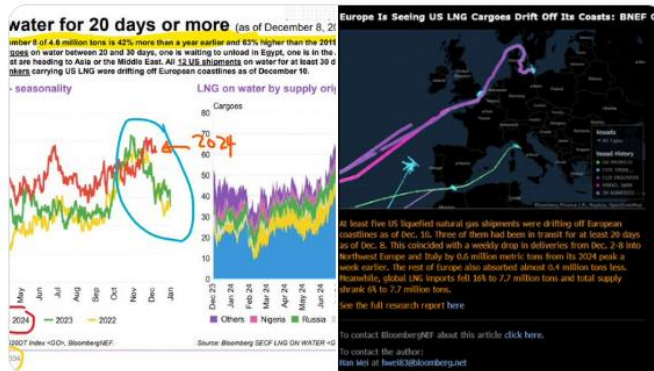 water for 20 days or more (as of December 8, 20
mber 8 of 4.6 million tons is 42% more than a year earlier and 63% higher than the 2019
rgoes on water between 20 and 30 days, one is waiting to unload in Egypt, one is in the
st are heading to Asia or the Middle East. All 12 US shipments on water for at least 30 d
nkers carrying US LNG were drifting off European coastlines as of December 10.
seasonality
2024
May Jun Jul Aug Sep Oct Nov Dec Jan
2024 2023 2022
20DT Index <GO>, BloombergNEF.
LNG on water by supply orig
Cargoes
80
70
60
50
40
30
20
10
0
Dec 23 Jan 24 Feb 24 Mar 24 Apr 24 May 24 Jun 24
Others Nigeria Russia
Source: Bloomberg SECF LNG ON WATER <G
Europe Is Seeing US LNG Cargoes Drift Off Its Coasts: BNEF C
Vessels
Vessel History
At least five US liquefied natural gas shipments were drifting off European
coastlines as of Dec. 10. Three of them had been in transit for at least 20 days
as of Dec. 8. This coincided with a weekly drop in deliveries from Dec. 2-8 into
Northwest Europe and Italy by 0.6 million metric tons from its 2024 peak a
week earlier. The rest of Europe also absorbed almost 0.4 million tons less.
Meanwhile, global LNG imports fell 16% to 7.7 million tons and total supply
shrank 6% to 7.7 million tons.
See the full research report here
To contact BloombergNEF about this article click here.
To contact the author:
Han Wei at hwei83@bloomberg.net